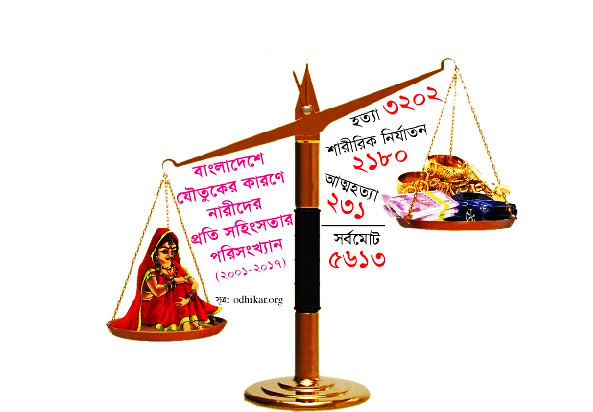 বাংলাদেশে
যৌতুকের কারণে
নারীদের
প্রতি সহিংসতার
পরিসংখ্যান
(২০০১-২০১৭)
সূত্র: odhikar.org
হত্যা ৩২০২
শারীরিক নির্যাতন
২১৮০
আত্মহত্যা
২৩১
সর্বমোট
৫৬১৩